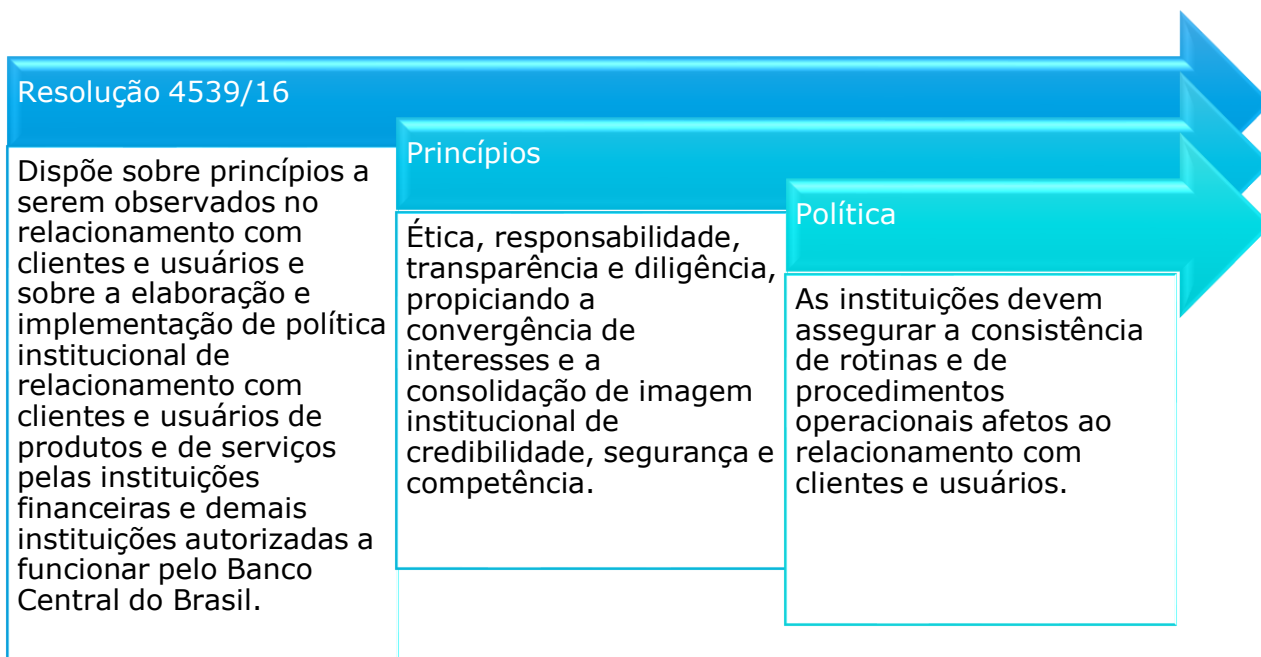 Resolução 4539/16
Dispõe sobre princípios a
serem observados no
relacionamento com
clientes e usuários e
sobre a elaboração e
implementação de política
institucional de
relacionamento com
clientes e usuários de
produtos e de serviços
pelas instituições
financeiras e demais
instituições autorizadas a
funcionar pelo Banco
Central do Brasil.
Princípios
Ética, responsabilidade,
transparência e diligência,
propiciando a
convergência de
interesses e a
consolidação de imagem
institucional de
credibilidade, segurança e
competência.
Política
As instituições devem
assegurar a consistência
de rotinas e de
procedimentos
operacionais afetos ao
relacionamento com
clientes e usuários.